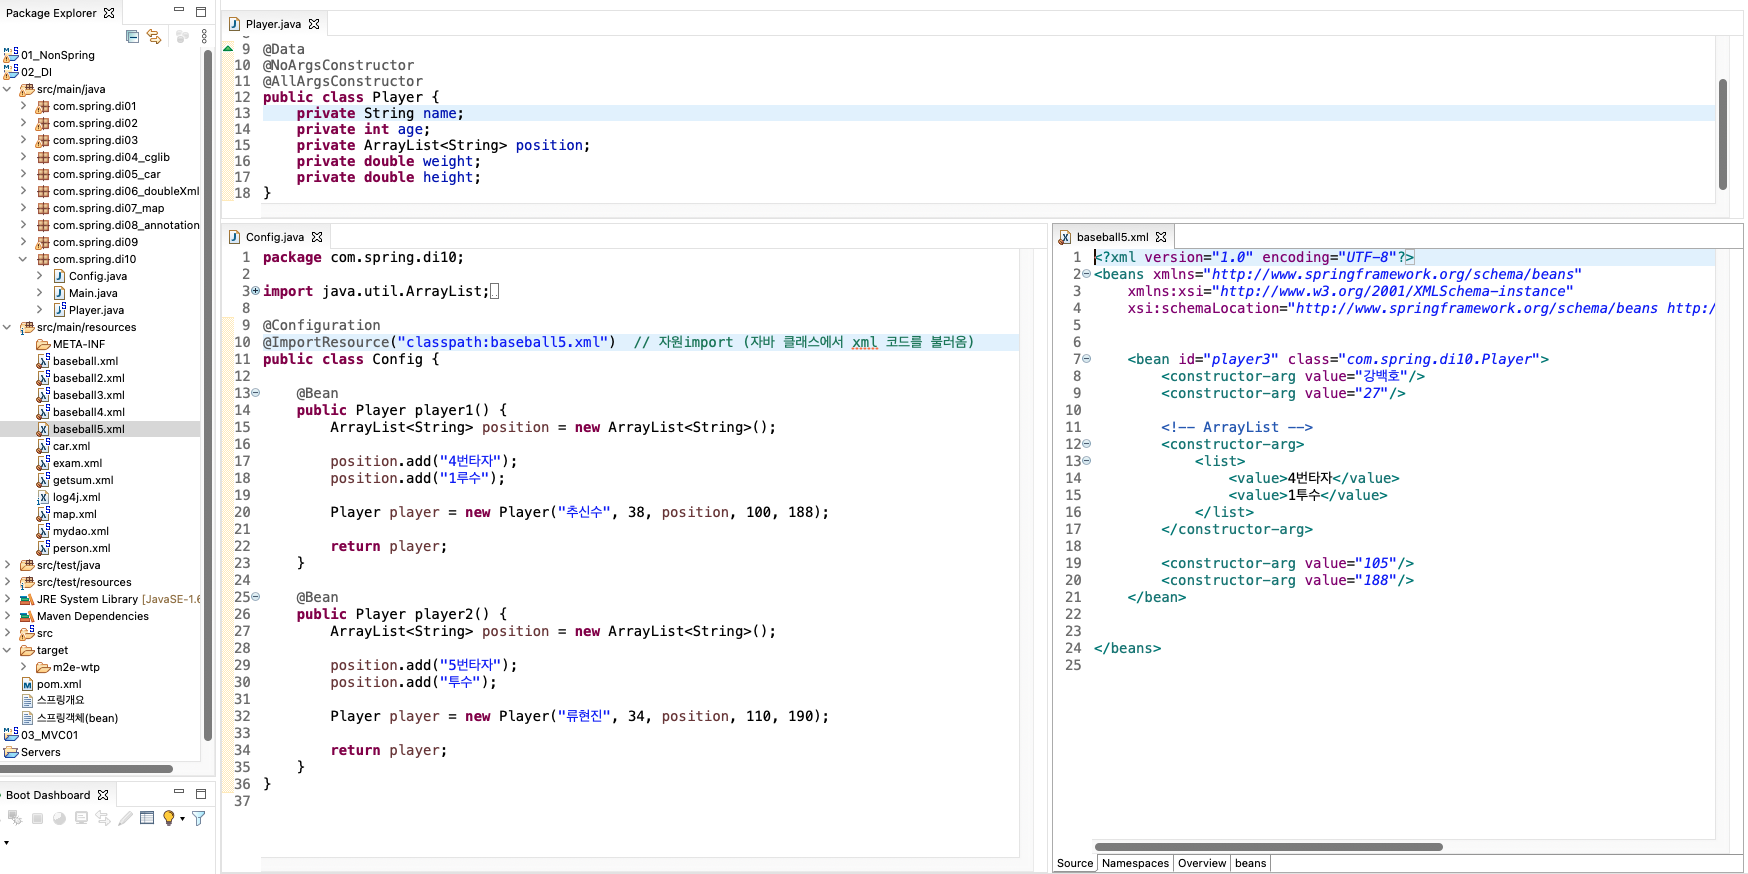 Package Explorer
01_NonSpring
02_DI
src/main/java
com.spring.di01
com.spring.di02
com.spring.di03
com.spring.di04_cglib
com.spring.di05_car
com.spring.di06_doubleXml
com.spring.di07_map
com.spring.di08_annotation
com.spring.di09
com.spring.di10
Config.java
Main.java
Player.java
src/main/resources
META-INF
baseball.xml
baseball2.xml
baseball3.xml
baseball4.xml
baseball5.xml
car.xml
exam.xml
getsum.xml
log4j.xml
map.xml
mydao.xml
person.xml
src/test/java
src/test/resources
JRE System Library [JavaSE-1.6
Maven Dependencies
src
target
m2e-wtp
pom.xml
스프링개요
스프링객체(bean)
03_MVC01
Servers
Boot Dashboard
Player.java
9 @Data
10 @NoArgsConstructor
11 @AllArgsConstructor
12 public class Player {
13 private String name;
14 private int age;
15 private ArrayList<String> position;
16 private double weight;
17 private double height;
18 }
Config.java
1 package com.spring.di10;
2
3 import java.util.ArrayList;
8
9 @Configuration
10 @ImportResource("classpath:baseball5.xml") // 자원import (자바 클래스에서 xml 코드를 불러옴)
11 public class Config {
12
13 @Bean
14 public Player player1() {
15 ArrayList<String> position = new ArrayList<String>();
16
17 position.add("4번타자");
18 position.add("1루수");
19
20 Player player = new Player("추신수", 38, position, 100, 188);
21
22 return player;
23 }
24
25 @Bean
26 public Player player2() {
27 ArrayList<String> position = new ArrayList<String>();
28
29 position.add("5번타자");
30 position.add("투수");
31
32 Player player = new Player("류현진", 34, position, 110, 190);
33
34 return player;
35 }
36 }
37
baseball5.xml
1 <?xml version="1.0" encoding="UTF-8"?>
2 <beans xmlns="http://www.springframework.org/schema/beans"
3 xmlns:xsi="http://www.w3.org/2001/XMLSchema-instance"
4 xsi:schemaLocation="http://www.springframework.org/schema/beans http:/
5
6
7 <bean id="player3" class="com.spring.di10.Player">
8 <constructor-arg value="강백호"/>
9 <constructor-arg value="27"/>
10
11 <!-- ArrayList -->
12 <constructor-arg>
13 <list>
14 <value>4번타자</value>
15 <value>1투수</value>
16 </list>
17 </constructor-arg>
18
19 <constructor-arg value="105"/>
20 <constructor-arg value="188"/>
21 </bean>
22
23
24 </beans>
25
Source Namespaces Overview beans